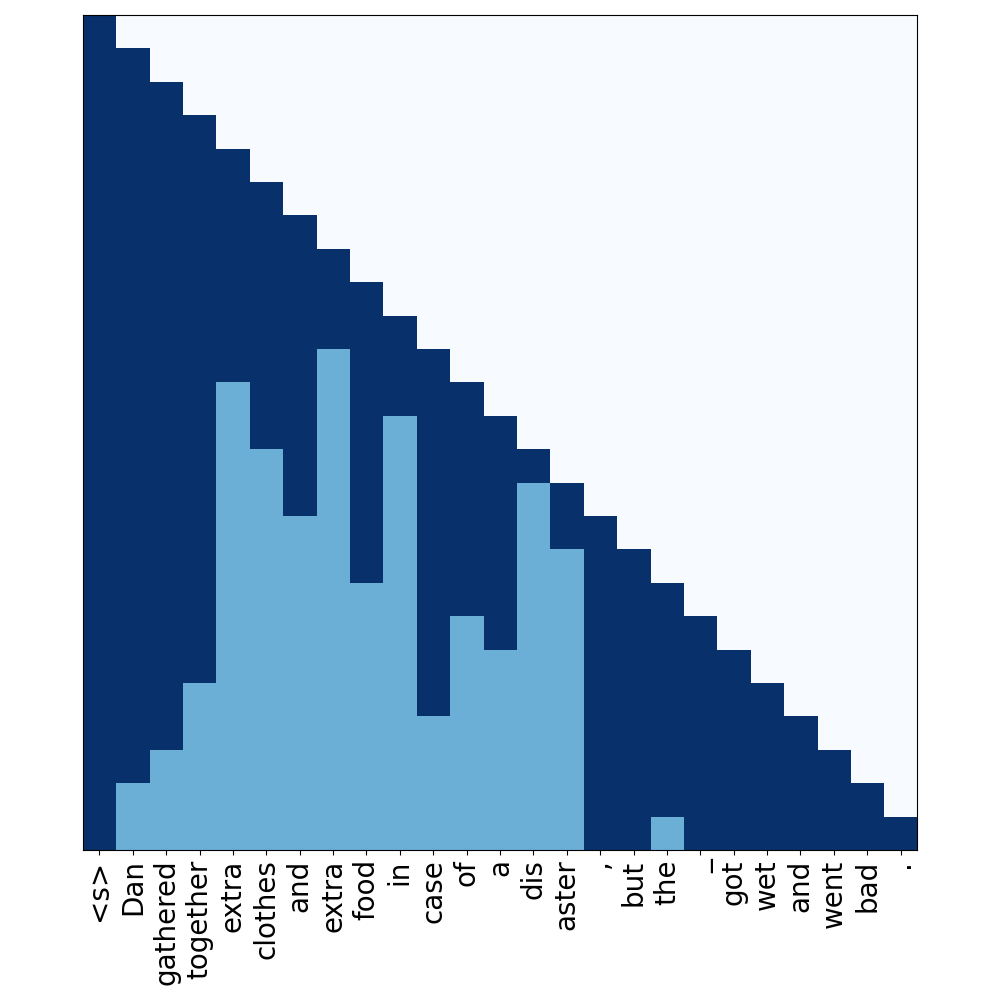 <s>
Dan
gathered
together
extra
clothes
and
extra
food
in
case
of
a
dis
aster
,
but
the
_
got
wet
and
went
bad
.